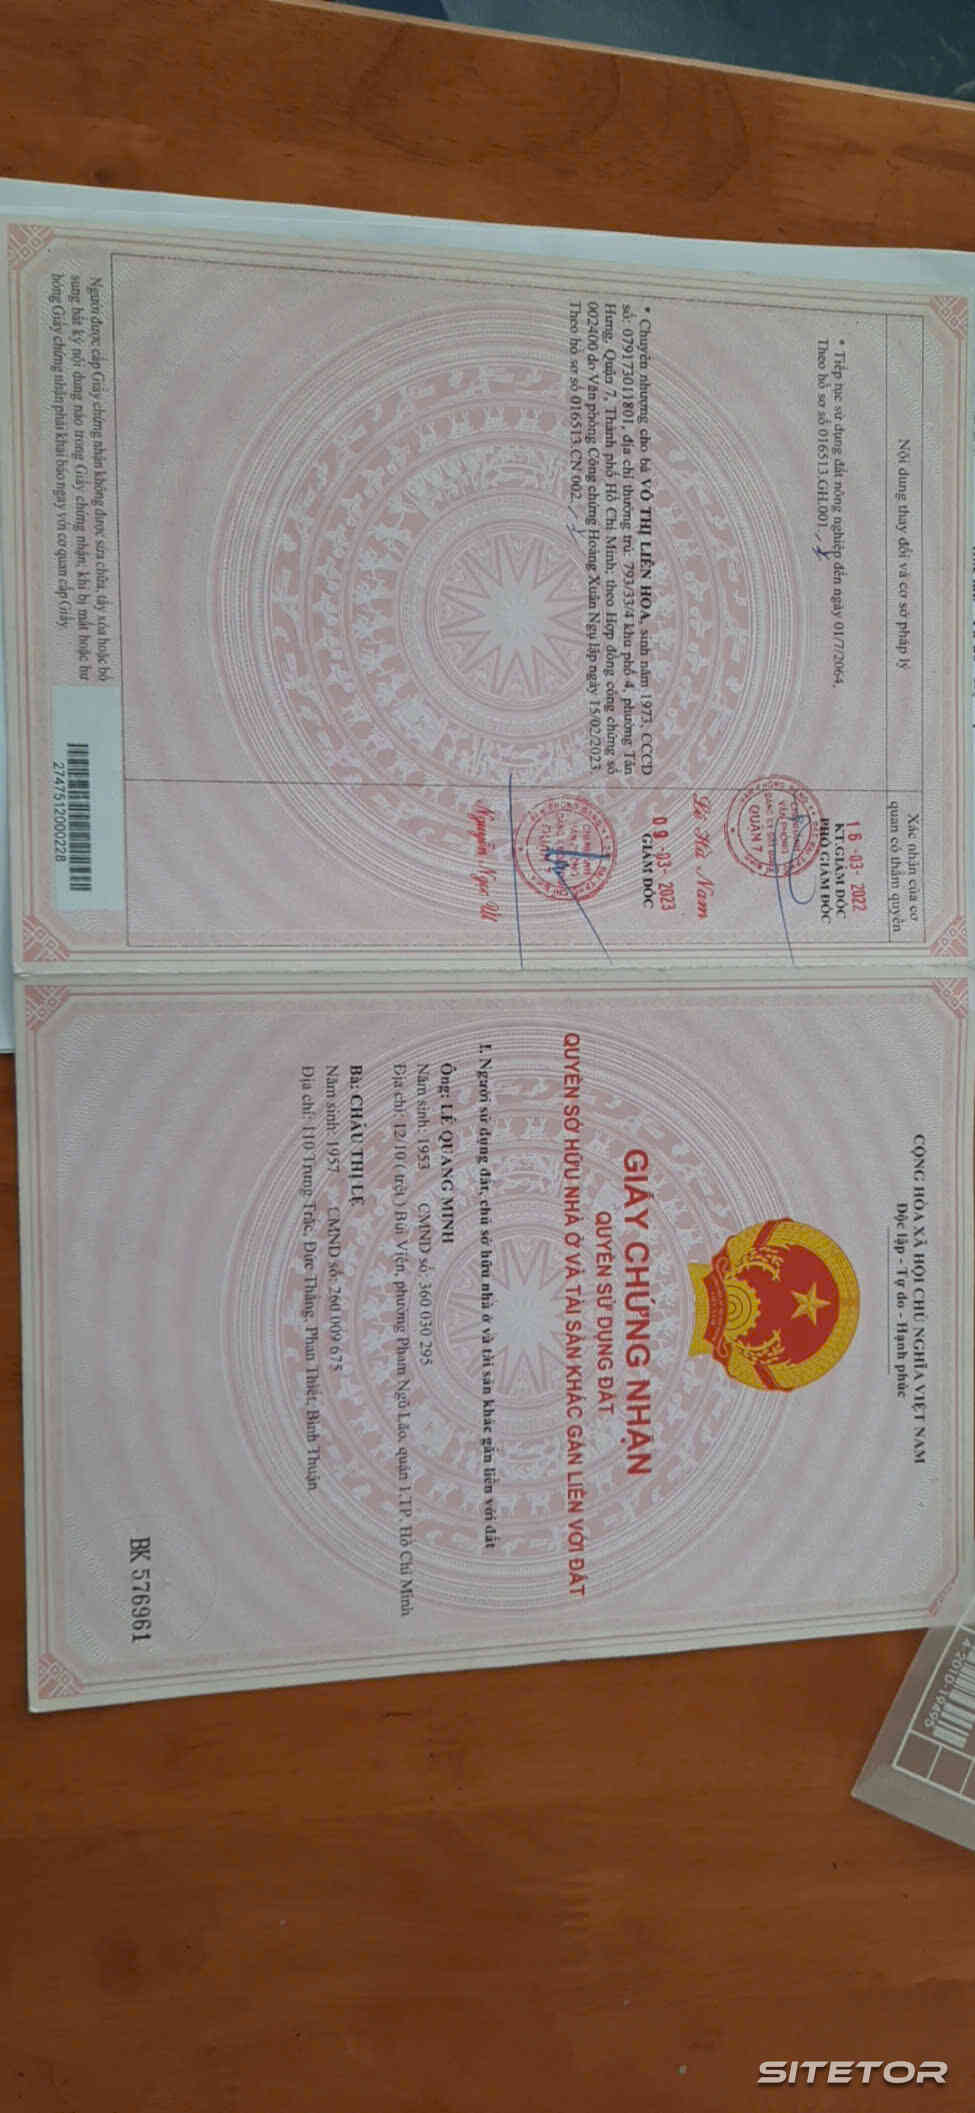 Nội dung thay đổi và cơ sở pháp lý
Xác nhận của cơ
quan có thẩm quyền
* Tiếp tục sử dụng đất nông nghiệp đến ngày 01/7/2064.
Theo hồ sơ số 016513.GH.001
16-03-2022
KT.GIÁM ĐỐC
PHÓ GIÁM ĐỐC
QUẬN 7
Lê Hà Nam
* Chuyển nhượng cho bà VÕ THỊ LIÊN HOA, sinh năm 1973, CCCD
số: 079173011801, địa chỉ thường trú: 793/33/4 khu phố 4, phường Tân
Hưng, Quận 7, Thành phố Hồ Chí Minh; theo Hợp đồng công chứng số
002400 do Văn phòng Công chứng Hoàng Xuân Ngụ lập ngày 15/02/2023.
Theo hồ sơ số 016513.CN.002
09-03-2023
GIÁM ĐỐC
Nguyễn Ngọc
Người được cấp Giấy chứng nhận không được sửa chữa, tẩy xóa hoặc bổ
sung bất kỳ nội dung nào trong Giấy chứng nhận; khi bị mất hoặc hư
hỏng Giấy chứng nhận phải khai báo ngay với cơ quan cấp Giấy.
2747512000228
CỘNG HÒA XÃ HỘI CHỦ NGHĨA VIỆT NAM
Độc lập - Tự do - Hạnh phúc
GIẤY CHỨNG NHẬN
QUYỀN SỬ DỤNG ĐẤT
QUYỀN SỞ HỮU NHÀ Ở VÀ TÀI SẢN KHÁC GẮN LIỀN VỚI ĐẤT
I. Người sử dụng đất, chủ sở hữu nhà ở và tài sản khác gắn liền với đất
Ông: LÊ QUANG MINH
Năm sinh: 1953 CMND số: 360 030 295
Địa chỉ: 12/10 ( trệt ) Bùi Viện, phường Phạm Ngũ Lão, quận 1.TP. Hồ Chí Minh
Bà: CHÂU THỊ LỆ
Năm sinh: 1957 CMND số: 260 009 675
Địa chỉ: 110 Trưng Trắc, Đức Thắng, Phan Thiết, Bình Thuận
BK 576961
-2010-19495
SITETOR